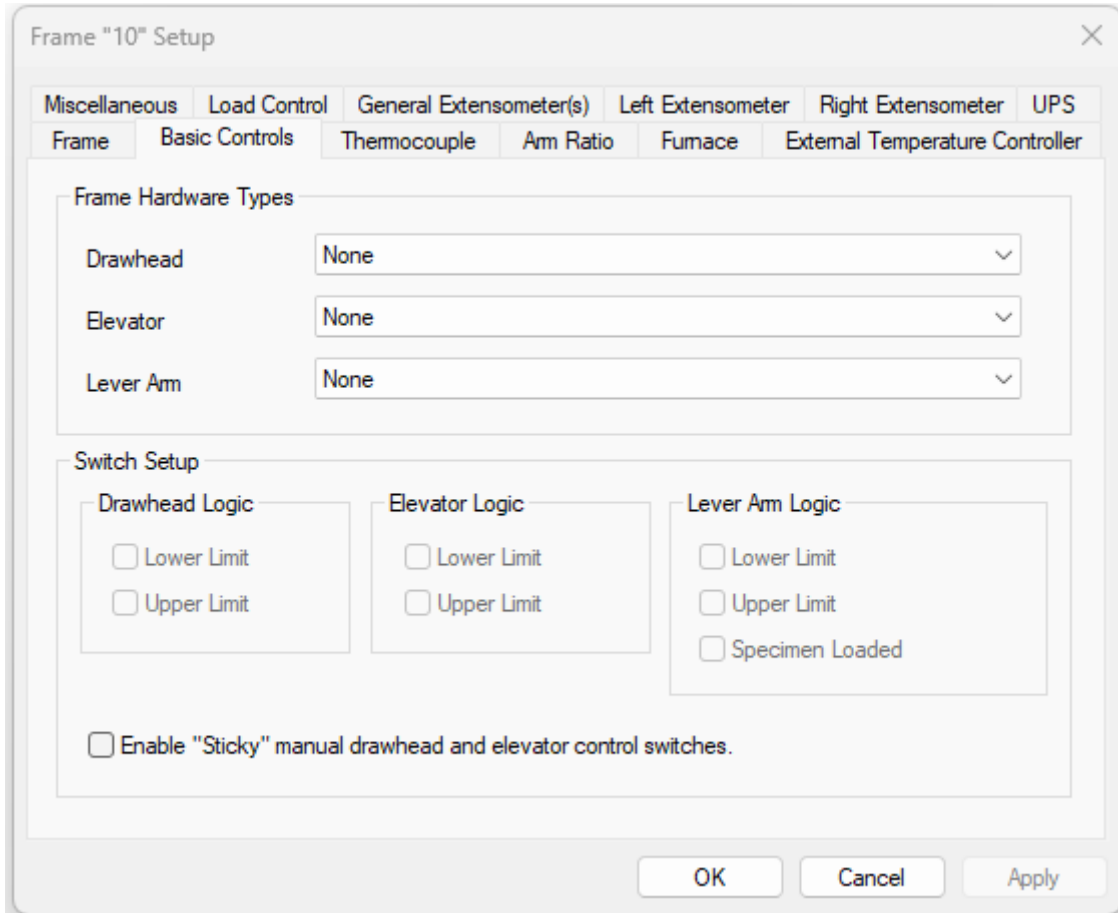 Frame "10" Setup
Miscellaneous Load Control General Extensometer(s) Left Extensometer Right Extensometer UPS
Frame Basic Controls Thermocouple Arm Ratio Furnace External Temperature Controller
Frame Hardware Types
Drawhead None
Elevator None
Lever Arm None
Switch Setup
Drawhead Logic Elevator Logic Lever Arm Logic
Lower Limit Lower Limit Lower Limit
Upper Limit Upper Limit Upper Limit
Specimen Loaded
Enable "Sticky" manual drawhead and elevator control switches.
OK Cancel Apply